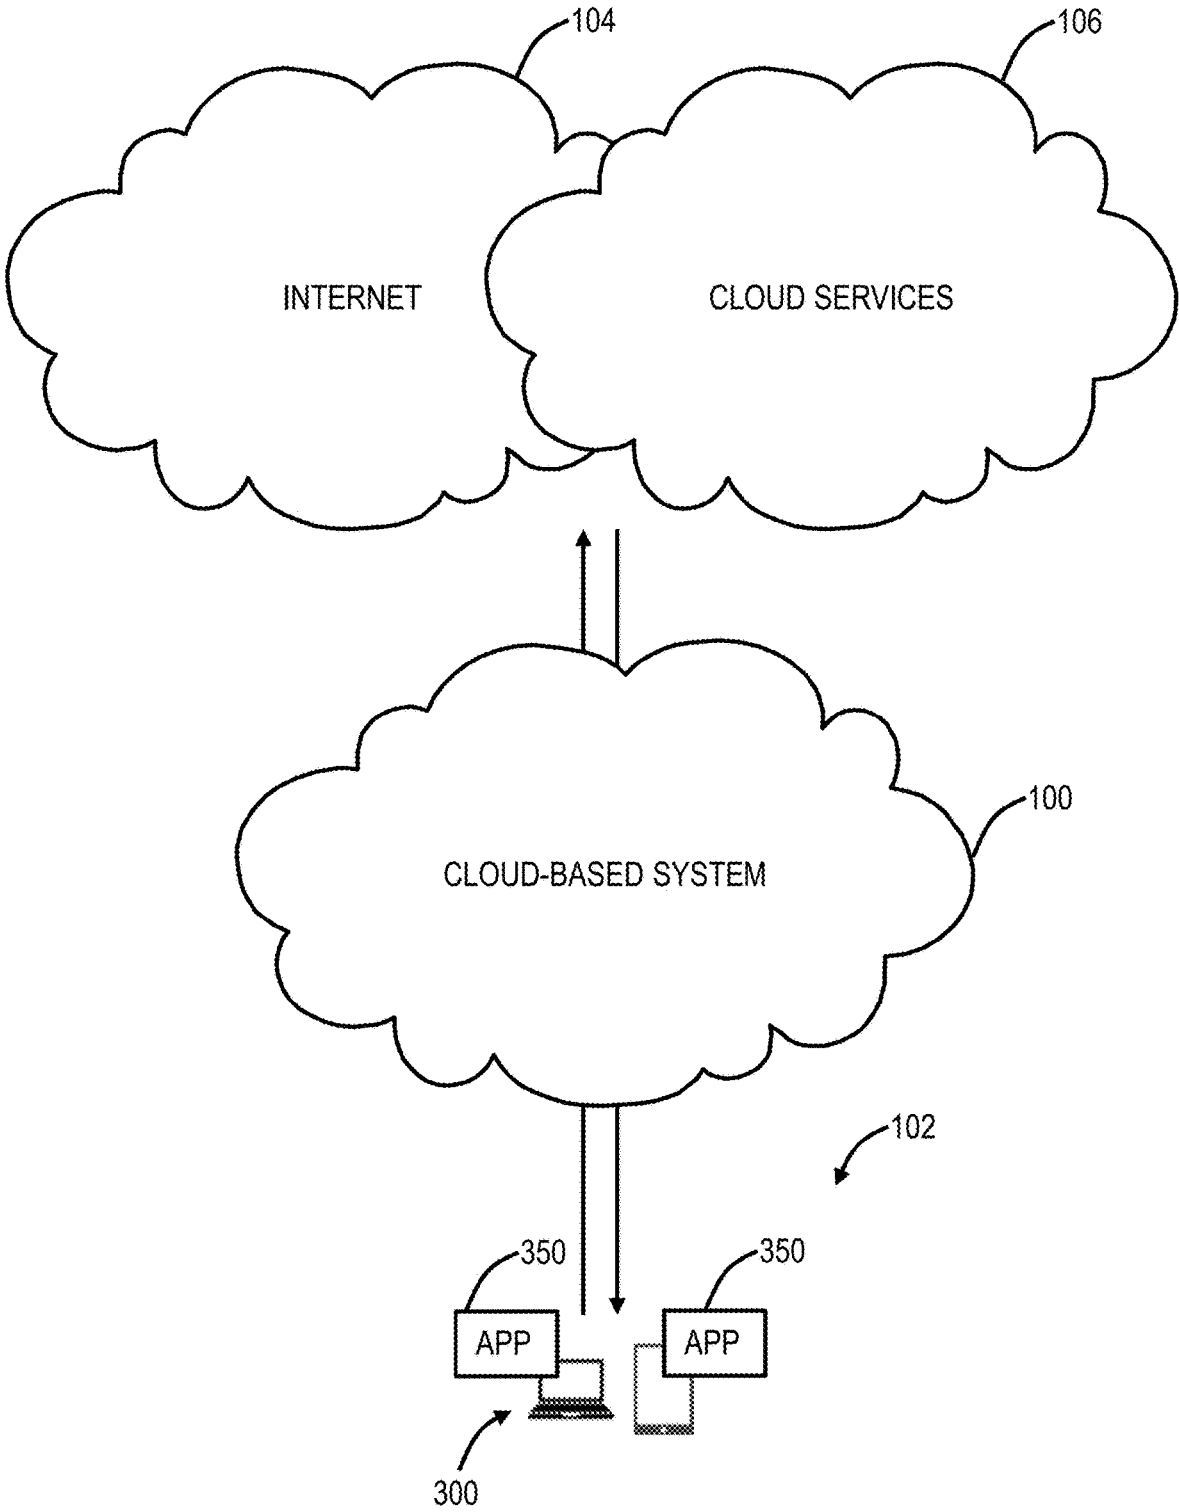 104
106
INTERNET
CLOUD SERVICES
100
CLOUD-BASED SYSTEM
102
350
350
APP
APP
300